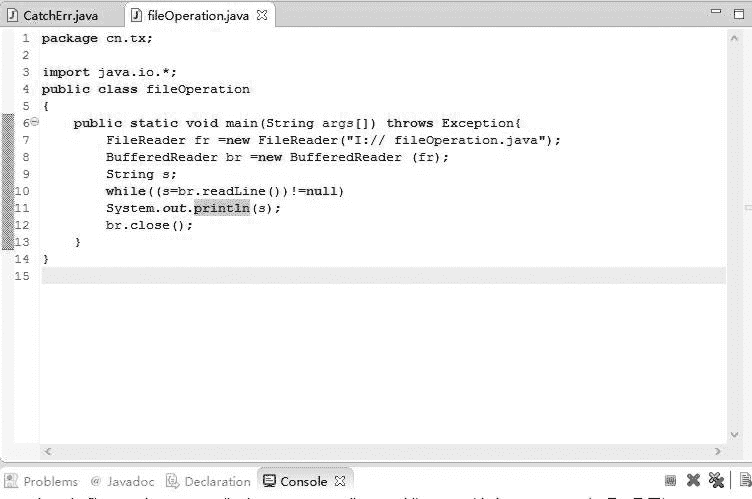 CatchErr.java fileOperation.java
1 package cn.tx;
2
3 import java.io.*;
4 public class fileOperation
5 {
6 public static void main(String args[]) throws Exception{
7 FileReader fr =new FileReader("I:// fileOperation.java");
8 BufferedReader br =new BufferedReader (fr);
9 String s;
10 while((s=br.readLine())!=null)
11 System.out.println(s);
12 br.close();
13 }
14 }
15
Problems @ Javadoc Declaration Console